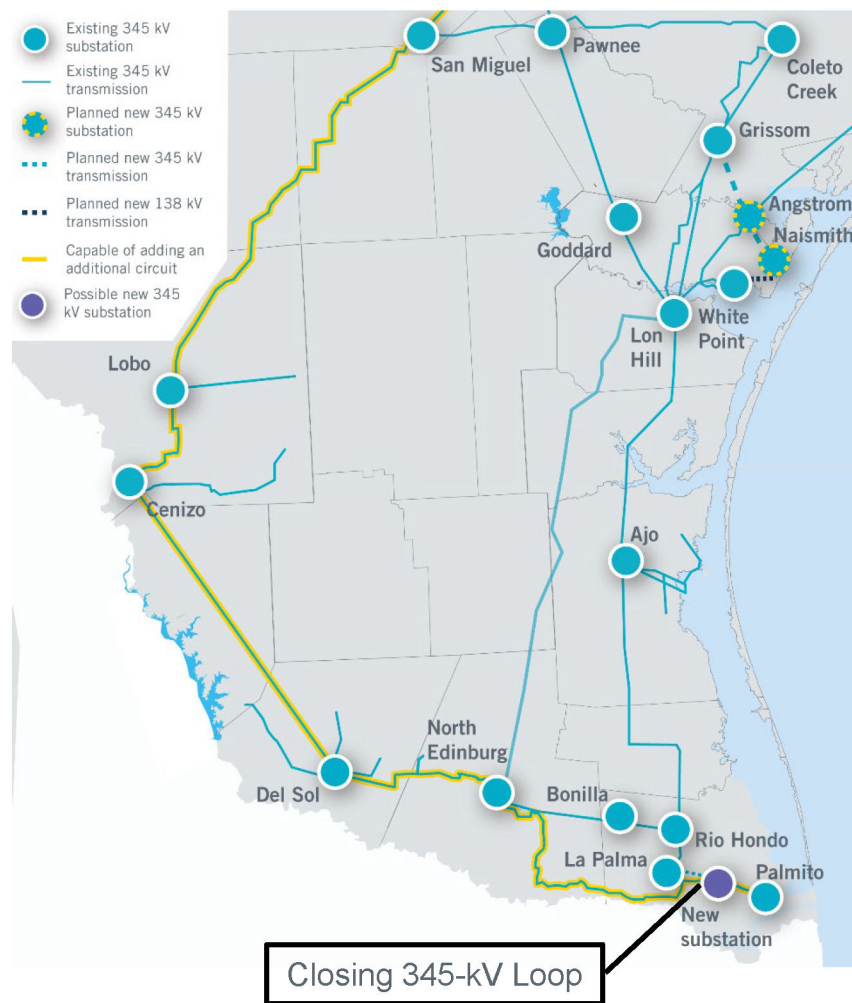 Existing 345 kV
substation
Existing 345 kV
transmission
Planned new 345 kV
substation
Planned new 345 kV
transmission
Planned new 138 kV
transmission
Capable of adding an
additional circuit
Possible new 345
kV substation
San Miguel
Pawnee
Coleto
Creek
Grissom
Angstrom
Naismith
Goddard
White
Point
Lon
Hill
Lobo
Cenizo
Ajo
North
Edinburg
Del Sol
Bonilla
Rio Hondo
La Palma
Palmito
New
substation
Closing 345-kV Loop